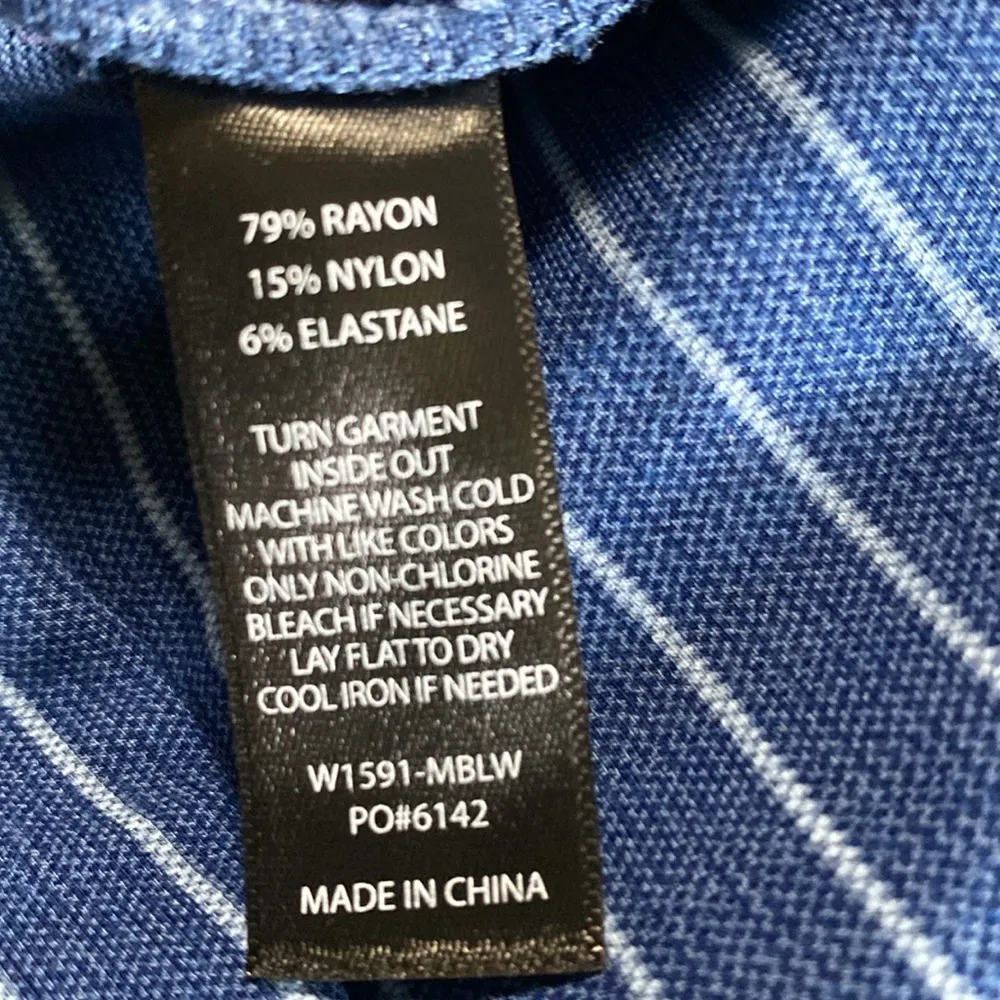 79% RAYON
15% NYLON
6% ELASTANE
TURN GARMENT
INSIDE OUT
MACHINE WASH COLD
WITH LIKE COLORS
ONLY NON-CHLORINE
BLEACH IF NECESSARY
LAY FLAT TO DRY
COOL IRON IF NEEDED
W1591-MBLW
PO#6142
MADE IN CHINA